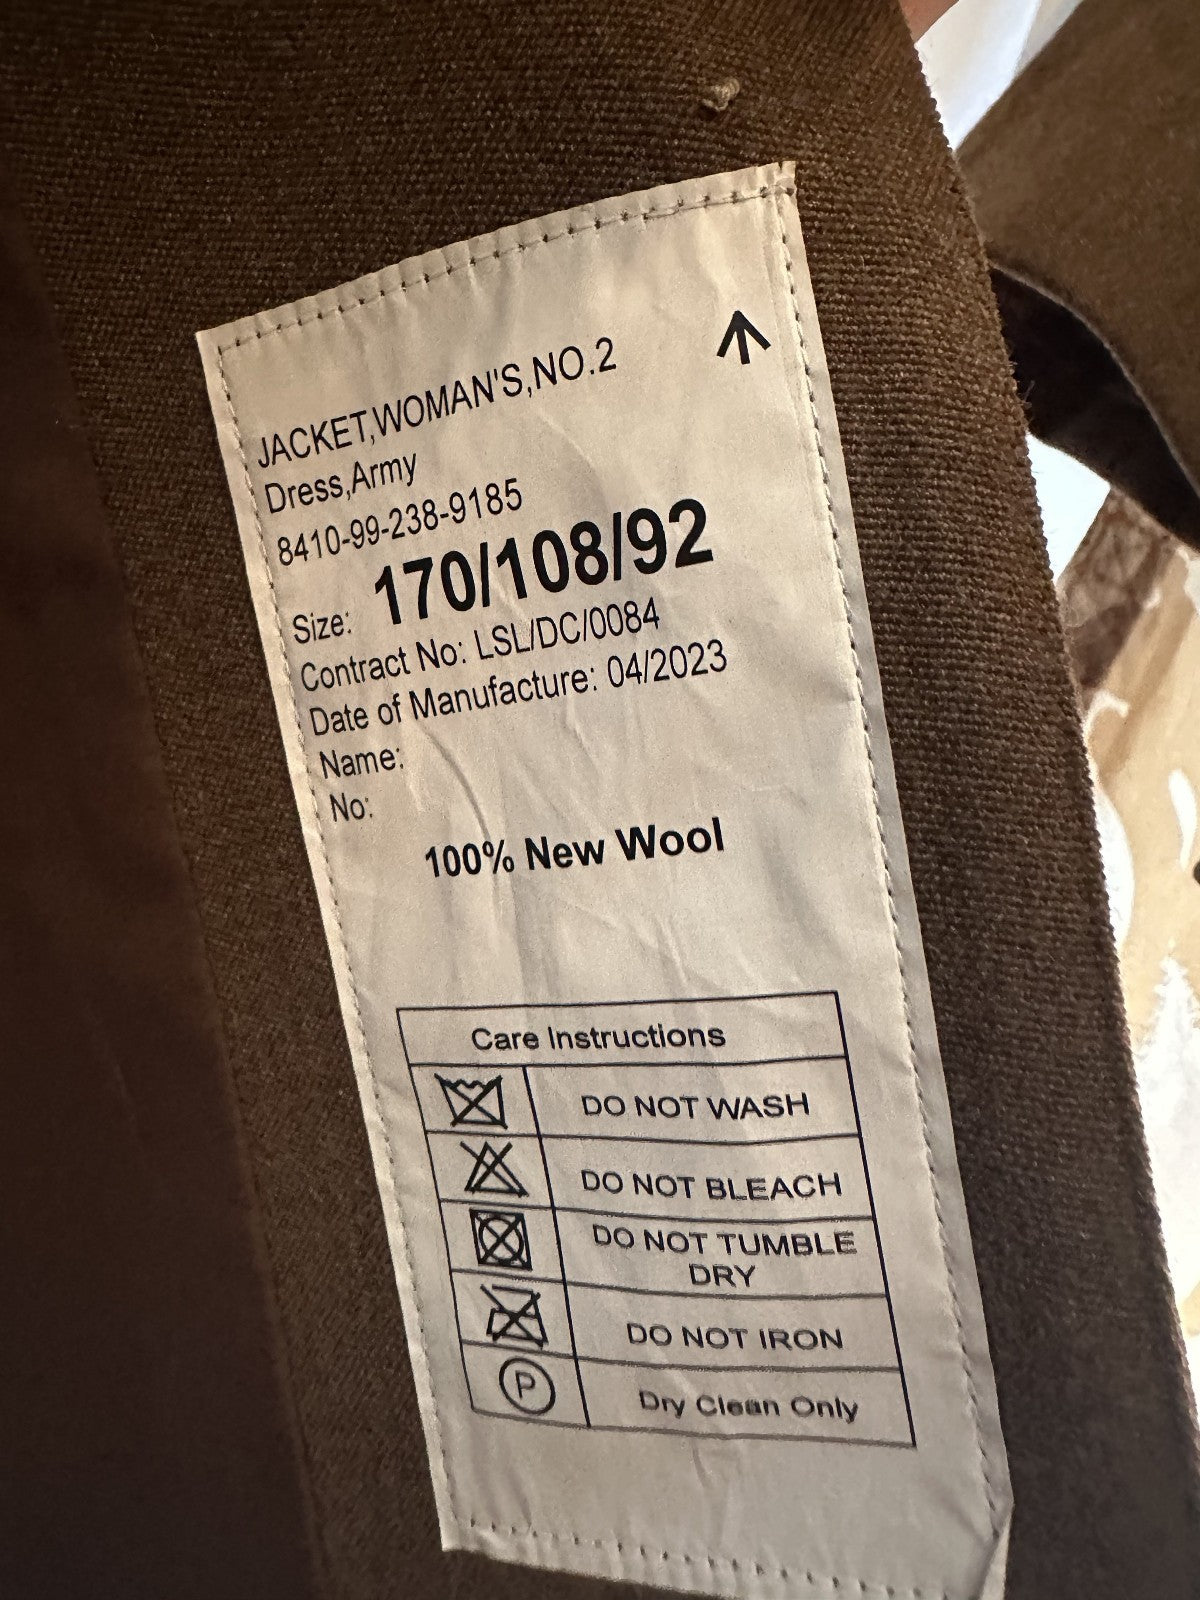 JACKET,WOMAN'S,NO.2
Dress,Army
8410-99-238-9185
Size: 170/108/92
Contract No: LSL/DC/0084
Date of Manufacture: 04/2023
Name:
No:
100% New Wool
Care Instructions
DO NOT WASH
DO NOT BLEACH
DO NOT TUMBLE
DRY
DO NOT IRON
P Dry Clean Only